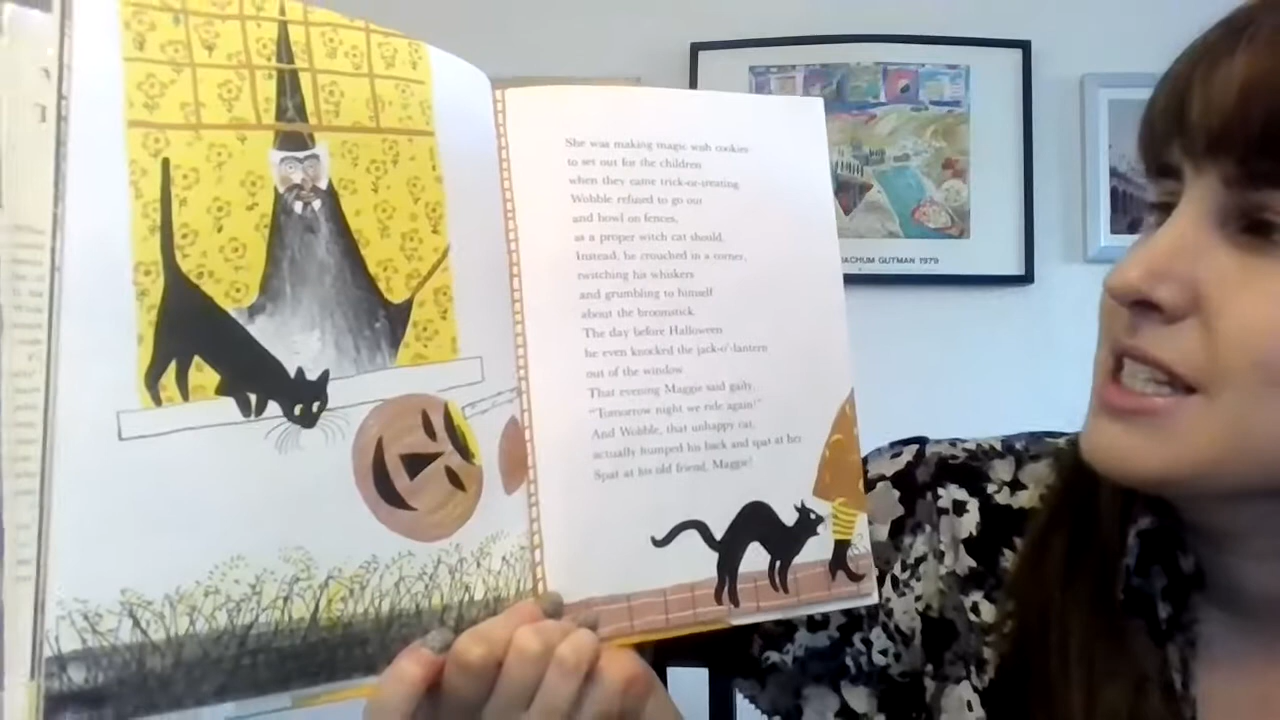 She was making magic wish cookies
to set out for the children
when they came trick-or-treating.
Wobble refused to go out
and howl on fences,
as a proper witch cat should.
Instead, he crouched in a corner,
twitching his whiskers
and grumbling to himself
about the broomstick.
The day before Halloween
he even knocked the jack-o'-lantern
out of the window.
That evening Maggie said gaily,
"Tomorrow night we ride again!"
And Wobble, that unhappy cat,
actually humped his back and spat at her.
Spat at his old friend, Maggie!
ACHUM GUTMAN 1979